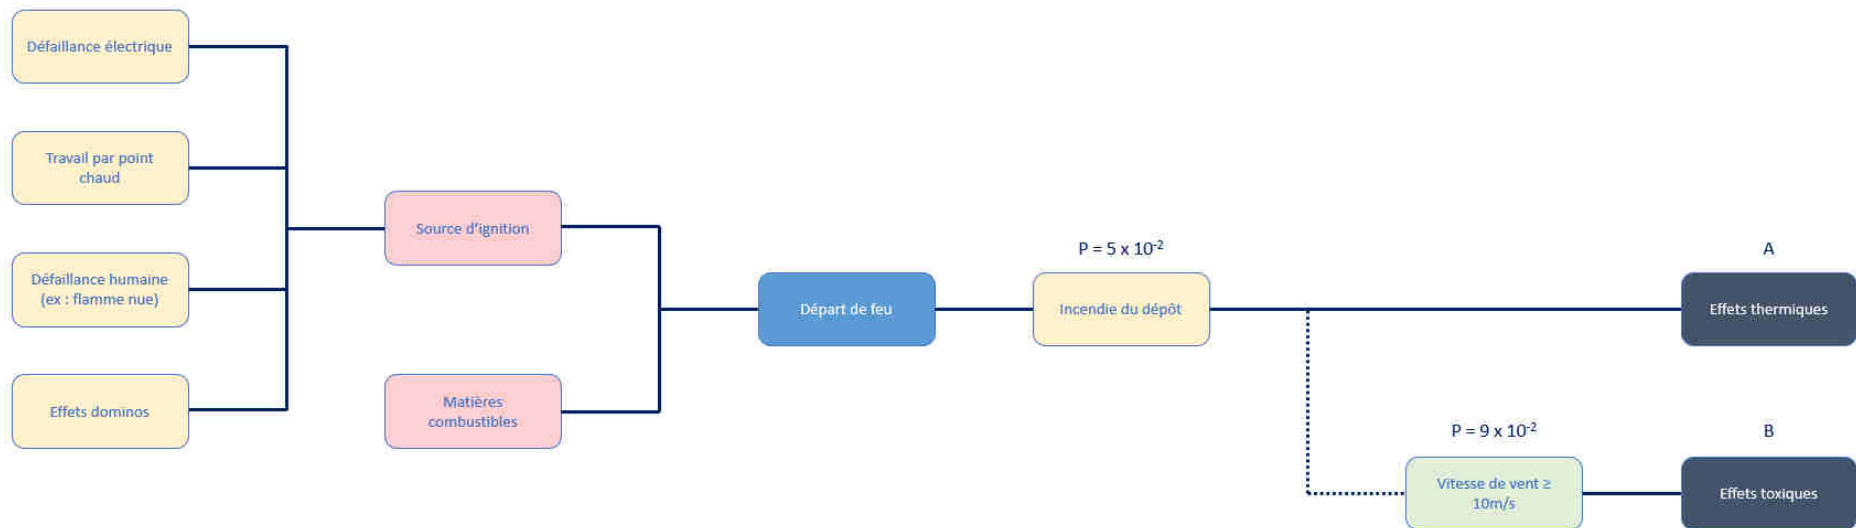 Défaillance électrique
Travail par point
chaud
Défaillance humaine
(ex : flamme nue)
Effets dominos
Source d'ignition
Matières
combustibles
Départ de feu
P = 5 x 10⁻²
Incendie du dépôt
A
Effets thermiques
P = 9 x 10⁻²
Vitesse de vent ≥
10m/s
B
Effets toxiques